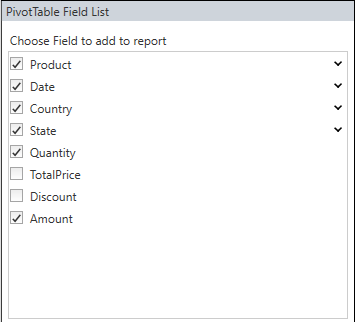 PivotTable Field List
Choose Field to add to report
Product
Date
Country
State
Quantity
TotalPrice
Discount
Amount